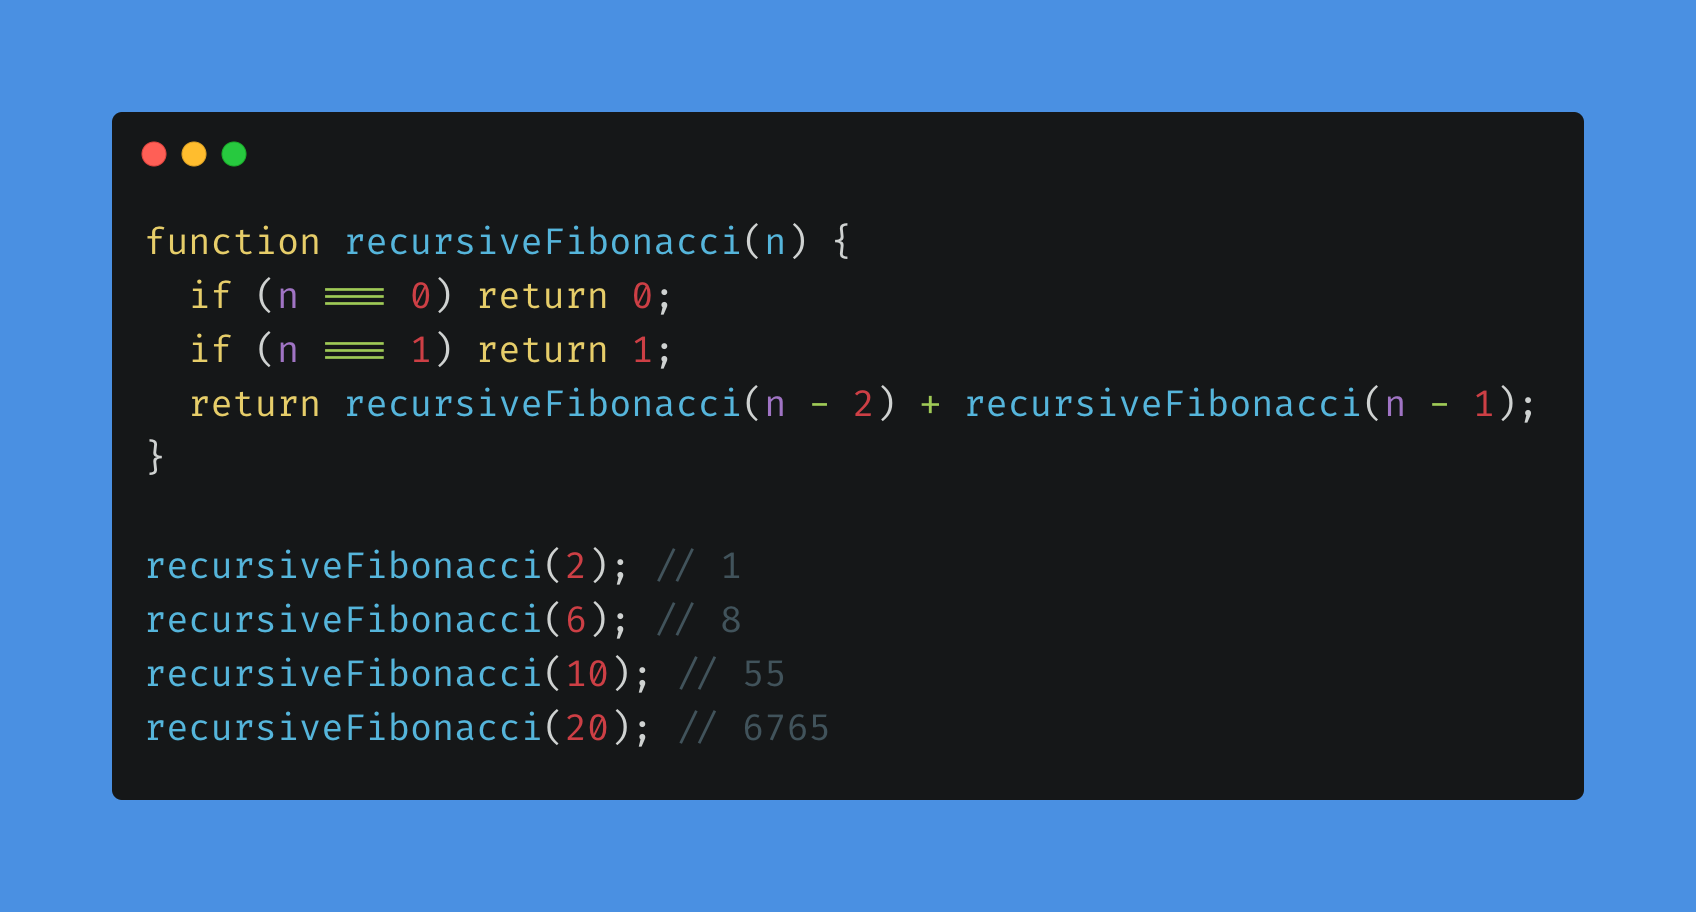 function recursiveFibonacci(n) {
  if (n === 0) return 0;
  if (n === 1) return 1;
  return recursiveFibonacci(n - 2) + recursiveFibonacci(n - 1);
}

recursiveFibonacci(2); // 1
recursiveFibonacci(6); // 8
recursiveFibonacci(10); // 55
recursiveFibonacci(20); // 6765